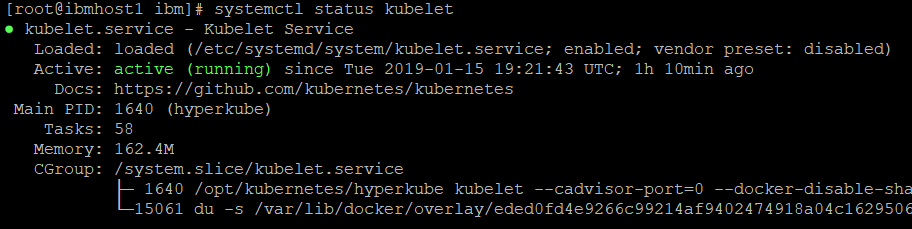 [root@ibmhost1 ibm]# systemctl status kubelet
● kubelet.service - Kubelet Service
   Loaded: loaded (/etc/systemd/system/kubelet.service; enabled; vendor preset: disabled)
   Active: active (running) since Tue 2019-01-15 19:21:43 UTC; 1h 10min ago
     Docs: https://github.com/kubernetes/kubernetes
 Main PID: 1640 (hyperkube)
    Tasks: 58
   Memory: 162.4M
   CGroup: /system.slice/kubelet.service
           ├─ 1640 /opt/kubernetes/hyperkube kubelet --cadvisor-port=0 --docker-disable-sha
           └─15061 du -s /var/lib/docker/overlay/eded0fd4e9266c99214af9402474918a04c1629506